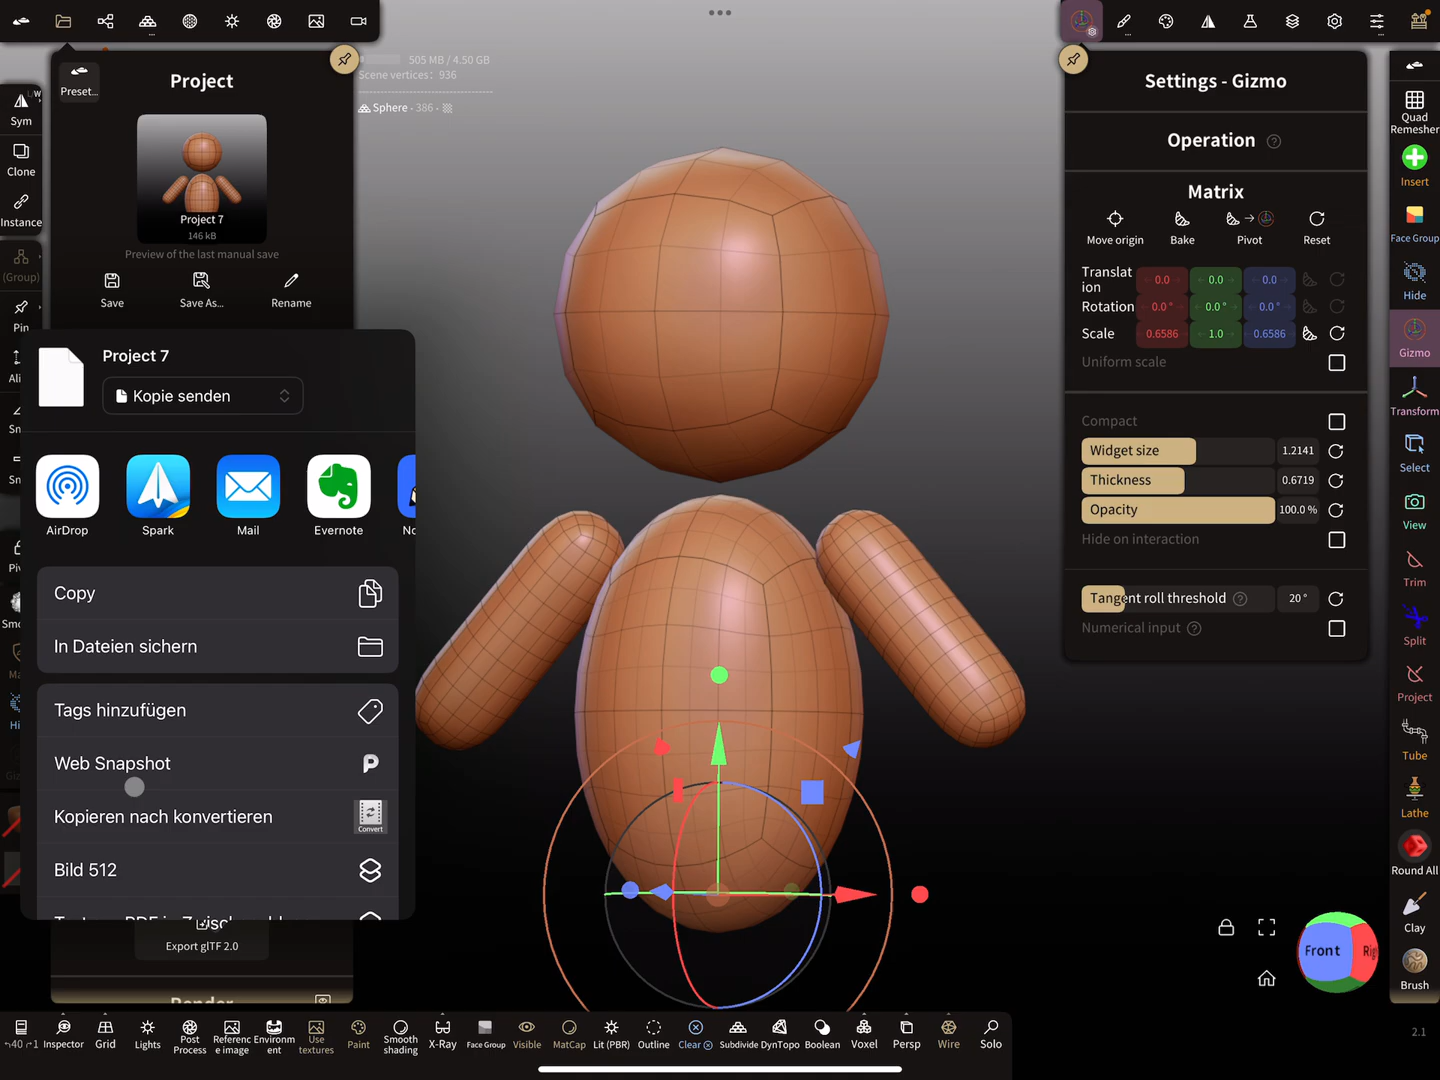 Preset...
Project
Project 7
146 kB
Preview of the last manual save
Save
Save As...
Rename
505 MB / 4.50 GB
Scene vertices: 936
Sphere - 386 -
Sym
Clone
Instance
(Group)
Pin
Project 7
Kopie senden
AirDrop
Spark
Mail
Evernote
Copy
In Dateien sichern
Tags hinzufügen
Web Snapshot
Kopieren nach konvertieren
Convert
Bild 512
Export glTF 2.0
Render
Settings - Gizmo
Operation
Matrix
Move origin
Bake
Pivot
Reset
Translat
ion
0.0
0.0
0.0
Rotation
0.0 °
0.0 °
0.0 °
Scale
0.6586
1.0
0.6586
Uniform scale
Compact
Widget size
1.2141
Thickness
0.6719
Opacity
100.0 %
Hide on interaction
Tangent roll threshold
20 °
Numerical input
Quad
Remesher
Insert
Face Group
Hide
Gizmo
Transform
Select
View
Trim
Split
Project
Tube
Lathe
Round All
Clay
Brush
2.1
Front
40
1
Inspector
Grid
Lights
Post
Process
Referenc
e image
Environm
ent
Use
textures
Paint
Smooth
shading
X-Ray
Face Group
Visible
MatCap
Lit (PBR)
Outline
Clear
Subdivide
DynTopo
Boolean
Voxel
Persp
Wire
Solo